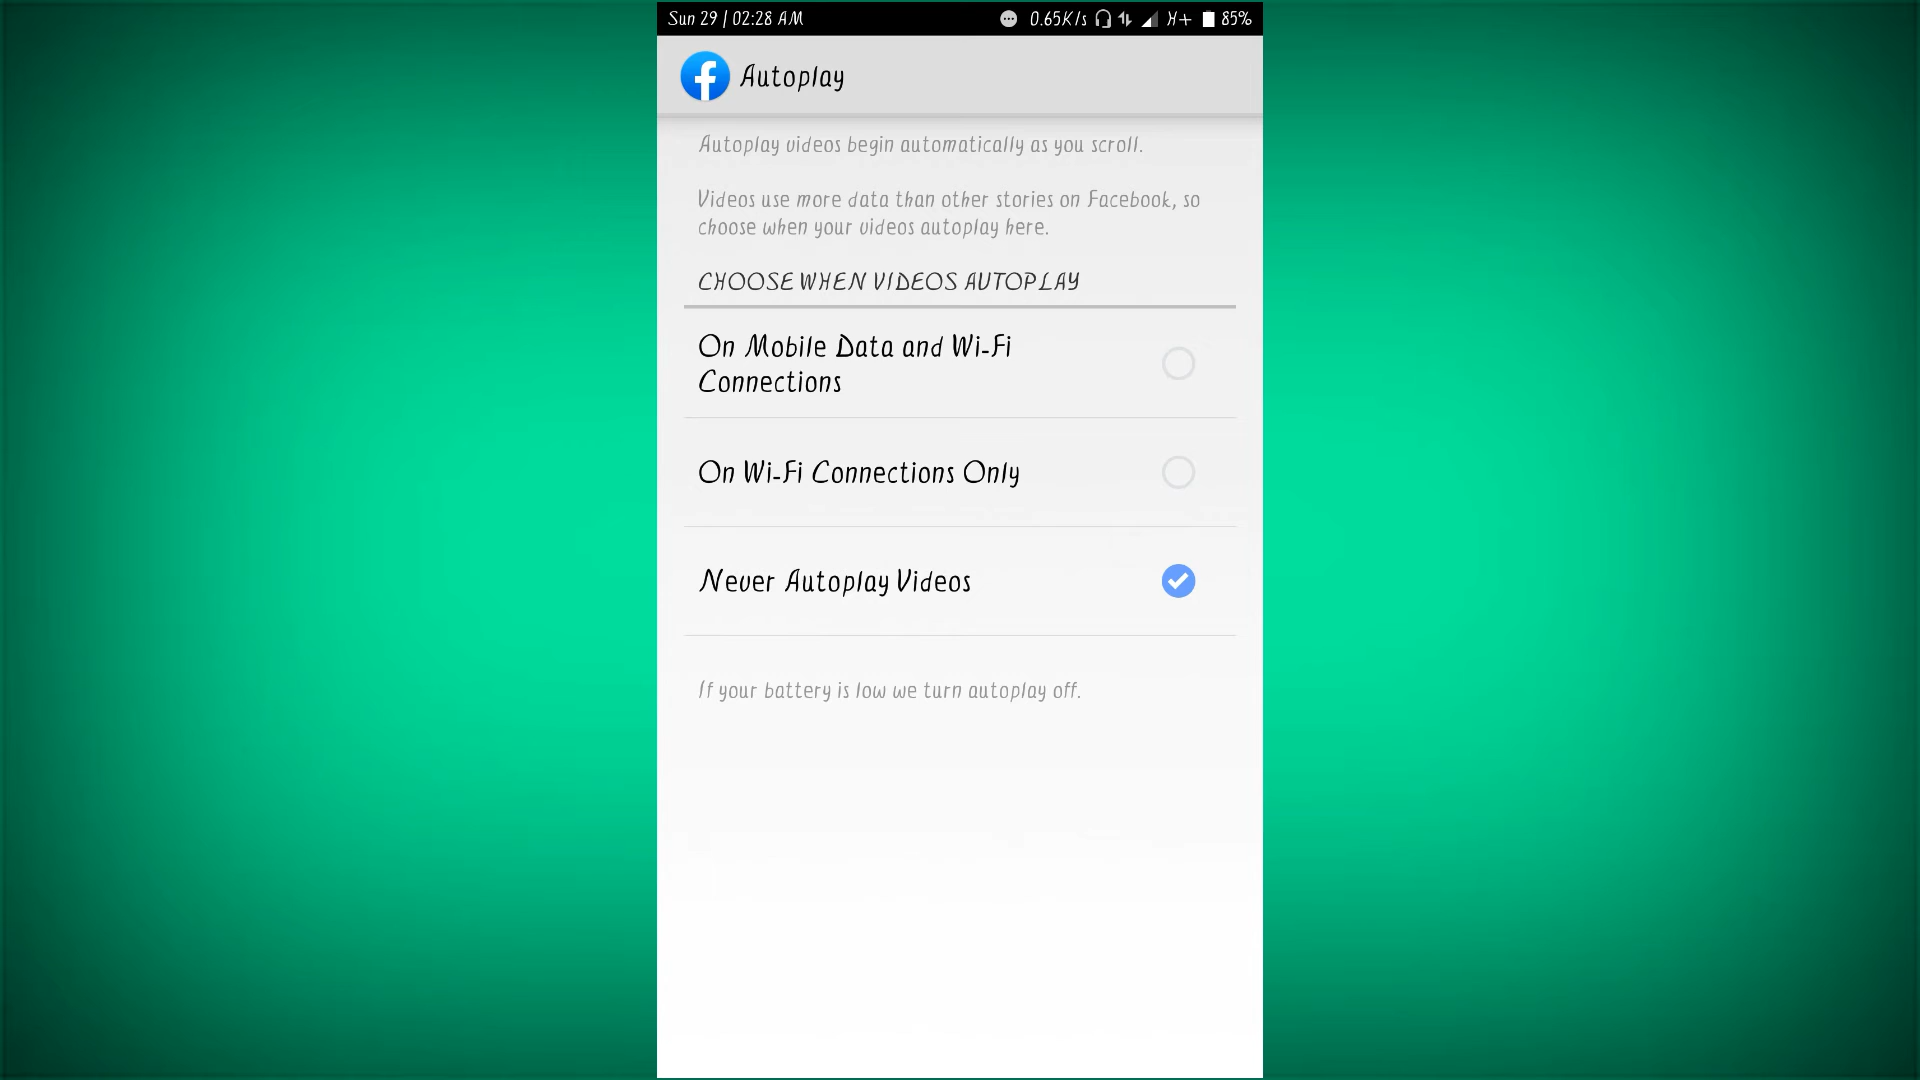 Sun 29 | 02:28 AM 0.65K/s H+ 85%
Autoplay
Autoplay videos begin automatically as you scroll.
Videos use more data than other stories on Facebook, so
choose when your videos autoplay here.
CHOOSE WHEN VIDEOS AUTOPLAY
On Mobile Data and Wi-Fi
Connections
On Wi-Fi Connections Only
Never Autoplay Videos
If your battery is low we turn autoplay off.